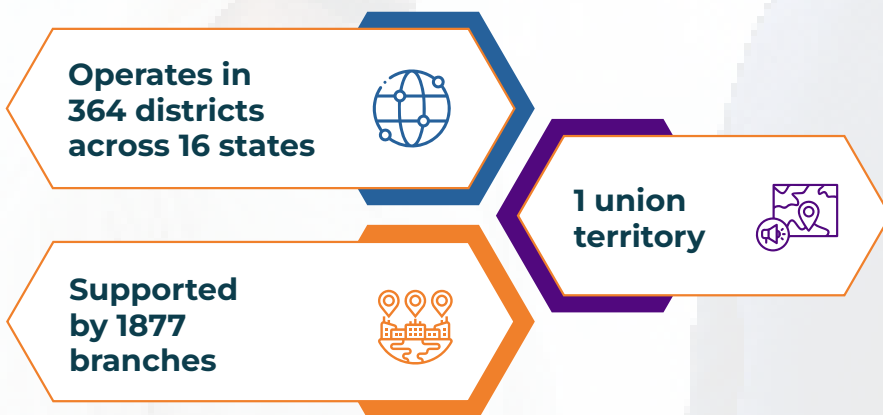 Operates in
364 districts
across 16 states
1 union
territory
Supported
by 1877
branches